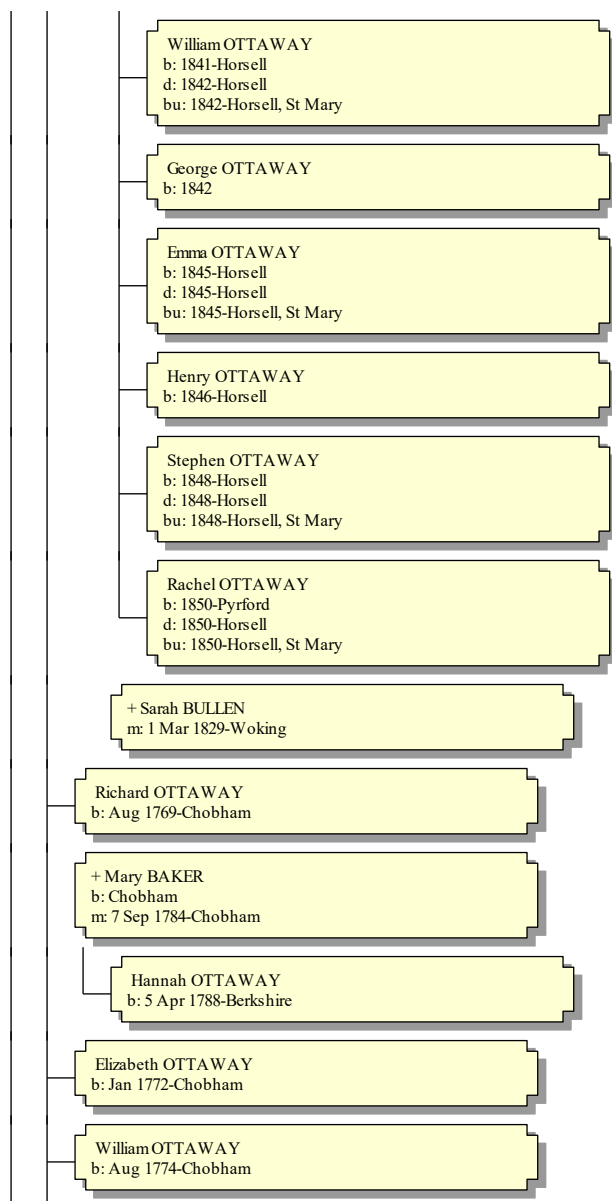 William OTTAWAY
b: 1841-Horsell
d: 1842-Horsell
bu: 1842-Horsell, St Mary
George OTTAWAY
b: 1842
Emma OTTAWAY
b: 1845-Horsell
d: 1845-Horsell
bu: 1845-Horsell, St Mary
Henry OTTAWAY
b: 1846-Horsell
Stephen OTTAWAY
b: 1848-Horsell
d: 1848-Horsell
bu: 1848-Horsell, St Mary
Rachel OTTAWAY
b: 1850-Pyrford
d: 1850-Horsell
bu: 1850-Horsell, St Mary
+ Sarah BULLEN
m: 1 Mar 1829-Woking
Richard OTTAWAY
b: Aug 1769-Chobham
+ Mary BAKER
b: Chobham
m: 7 Sep 1784-Chobham
Hannah OTTAWAY
b: 5 Apr 1788-Berkshire
Elizabeth OTTAWAY
b: Jan 1772-Chobham
William OTTAWAY
b: Aug 1774-Chobham